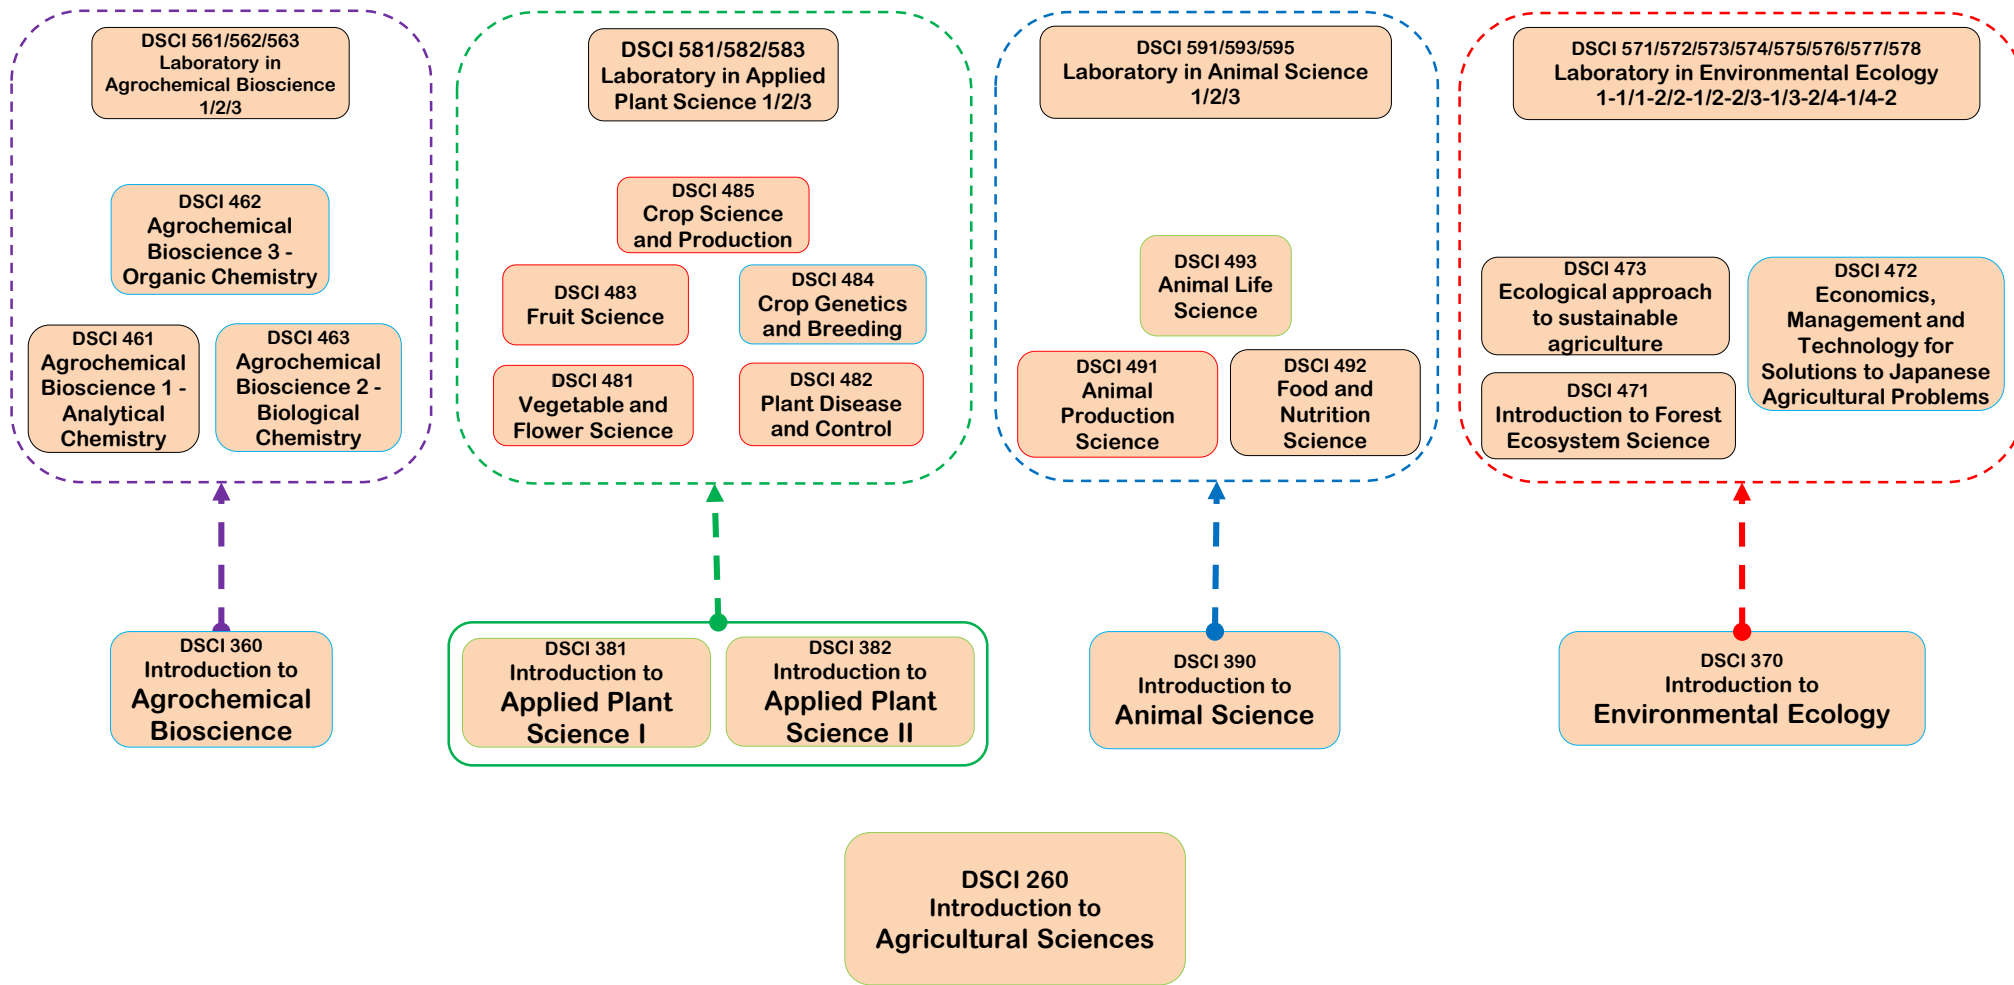 DSCI 561/562/563
Laboratory in
Agrochemical Bioscience
1/2/3
DSCI 581/582/583
Laboratory in Applied
Plant Science 1/2/3
DSCI 591/593/595
Laboratory in Animal Science
1/2/3
DSCI 571/572/573/574/575/576/577/578
Laboratory in Environmental Ecology
1-1/1-2/2-1/2-2/3-1/3-2/4-1/4-2
DSCI 462
Agrochemical
Bioscience 3 -
Organic Chemistry
DSCI 461
Agrochemical
Bioscience 1 -
Analytical
Chemistry
DSCI 463
Agrochemical
Bioscience 2 -
Biological
Chemistry
DSCI 485
Crop Science
and Production
DSCI 483
Fruit Science
DSCI 484
Crop Genetics
and Breeding
DSCI 481
Vegetable and
Flower Science
DSCI 482
Plant Disease
and Control
DSCI 493
Animal Life
Science
DSCI 491
Animal
Production
Science
DSCI 492
Food and
Nutrition
Science
DSCI 473
Ecological approach
to sustainable
agriculture
DSCI 472
Economics,
Management and
Technology for
Solutions to Japanese
Agricultural Problems
DSCI 471
Introduction to Forest
Ecosystem Science
DSCI 360
Introduction to
Agrochemical
Bioscience
DSCI 381
Introduction to
Applied Plant
Science I
DSCI 382
Introduction to
Applied Plant
Science II
DSCI 390
Introduction to
Animal Science
DSCI 370
Introduction to
Environmental Ecology
DSCI 260
Introduction to
Agricultural Sciences